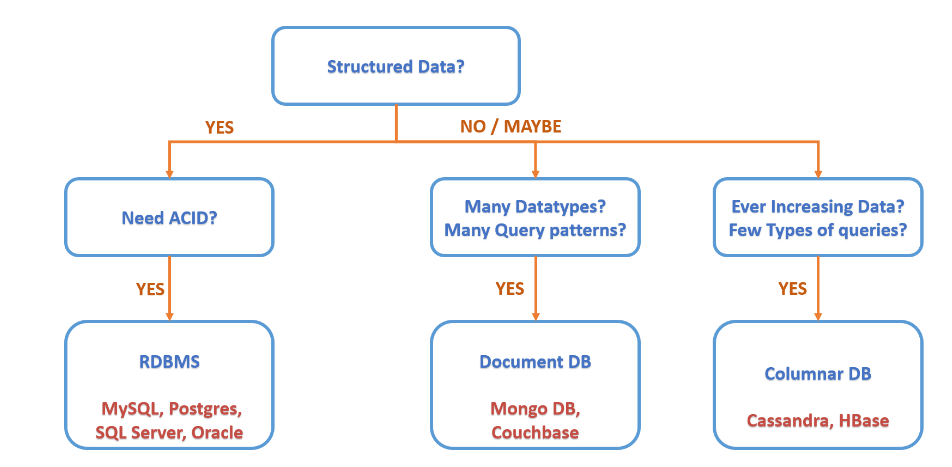 Structured Data?
YES
NO / MAYBE
Need ACID?
Many Datatypes?
Many Query patterns?
Ever Increasing Data?
Few Types of queries?
YES
YES
YES
RDBMS
MySQL, Postgres,
SQL Server, Oracle
Document DB
Mongo DB,
Couchbase
Columnar DB
Cassandra, HBase